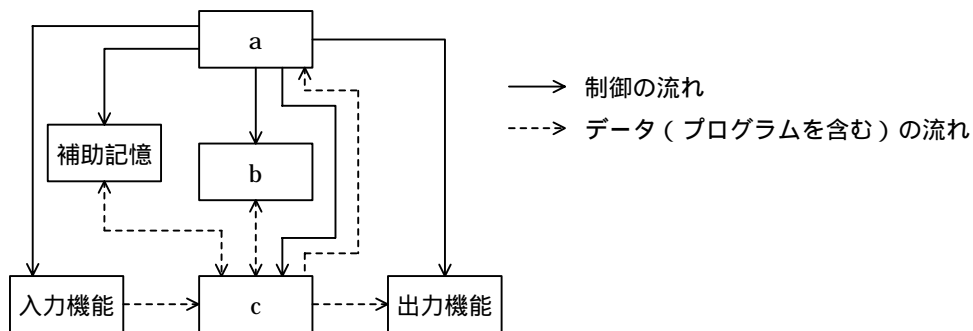 a
制御の流れ
データ(プログラムを含む)の流れ
補助記憶
b
入力機能
c
出力機能